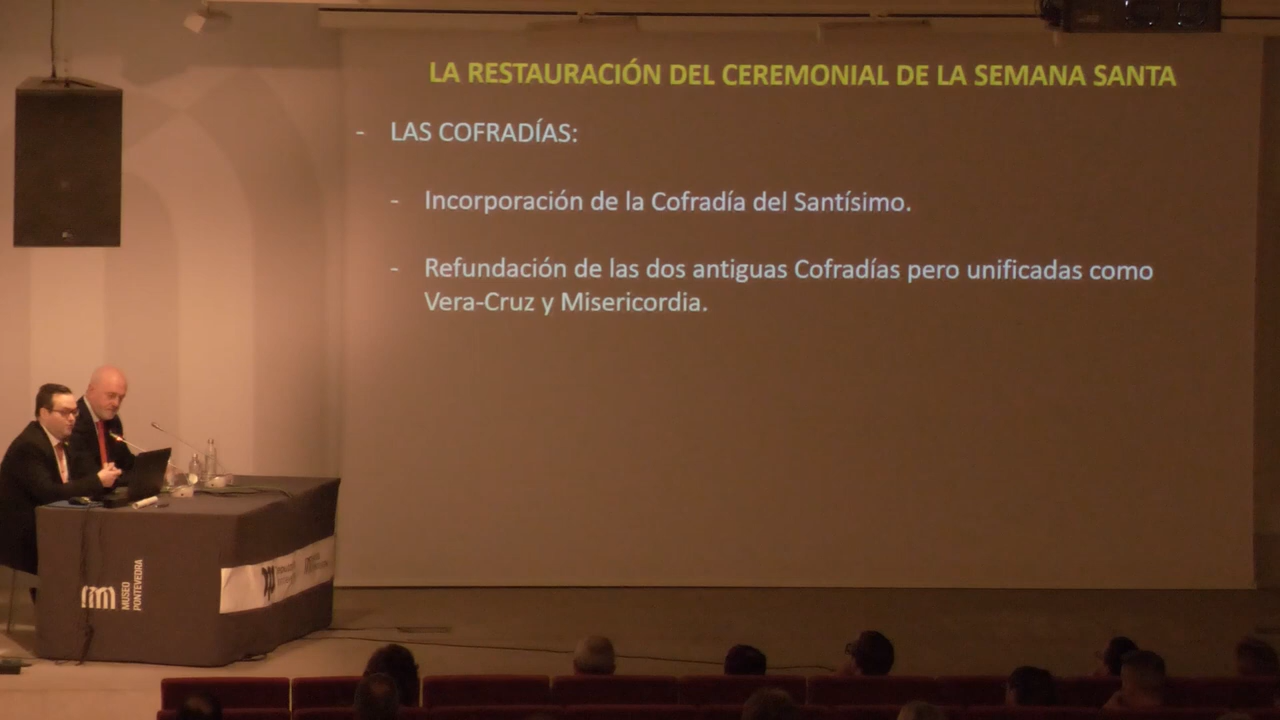 LA RESTAURACIÓN DEL CEREMONIAL DE LA SEMANA SANTA
- LAS COFRADÍAS:
- Incorporación de la Cofradía del Santísimo.
- Refundación de las dos antiguas Cofradías pero unificadas como
Vera-Cruz y Misericordia.
MUSEO
PONTEVEDRA